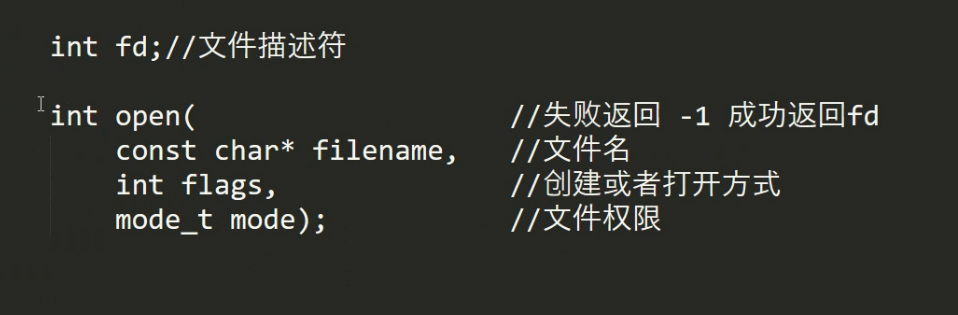 int fd;//文件描述符
int open( //失败返回 -1 成功返回fd
const char* filename, //文件名
int flags, //创建或者打开方式
mode_t mode); //文件权限